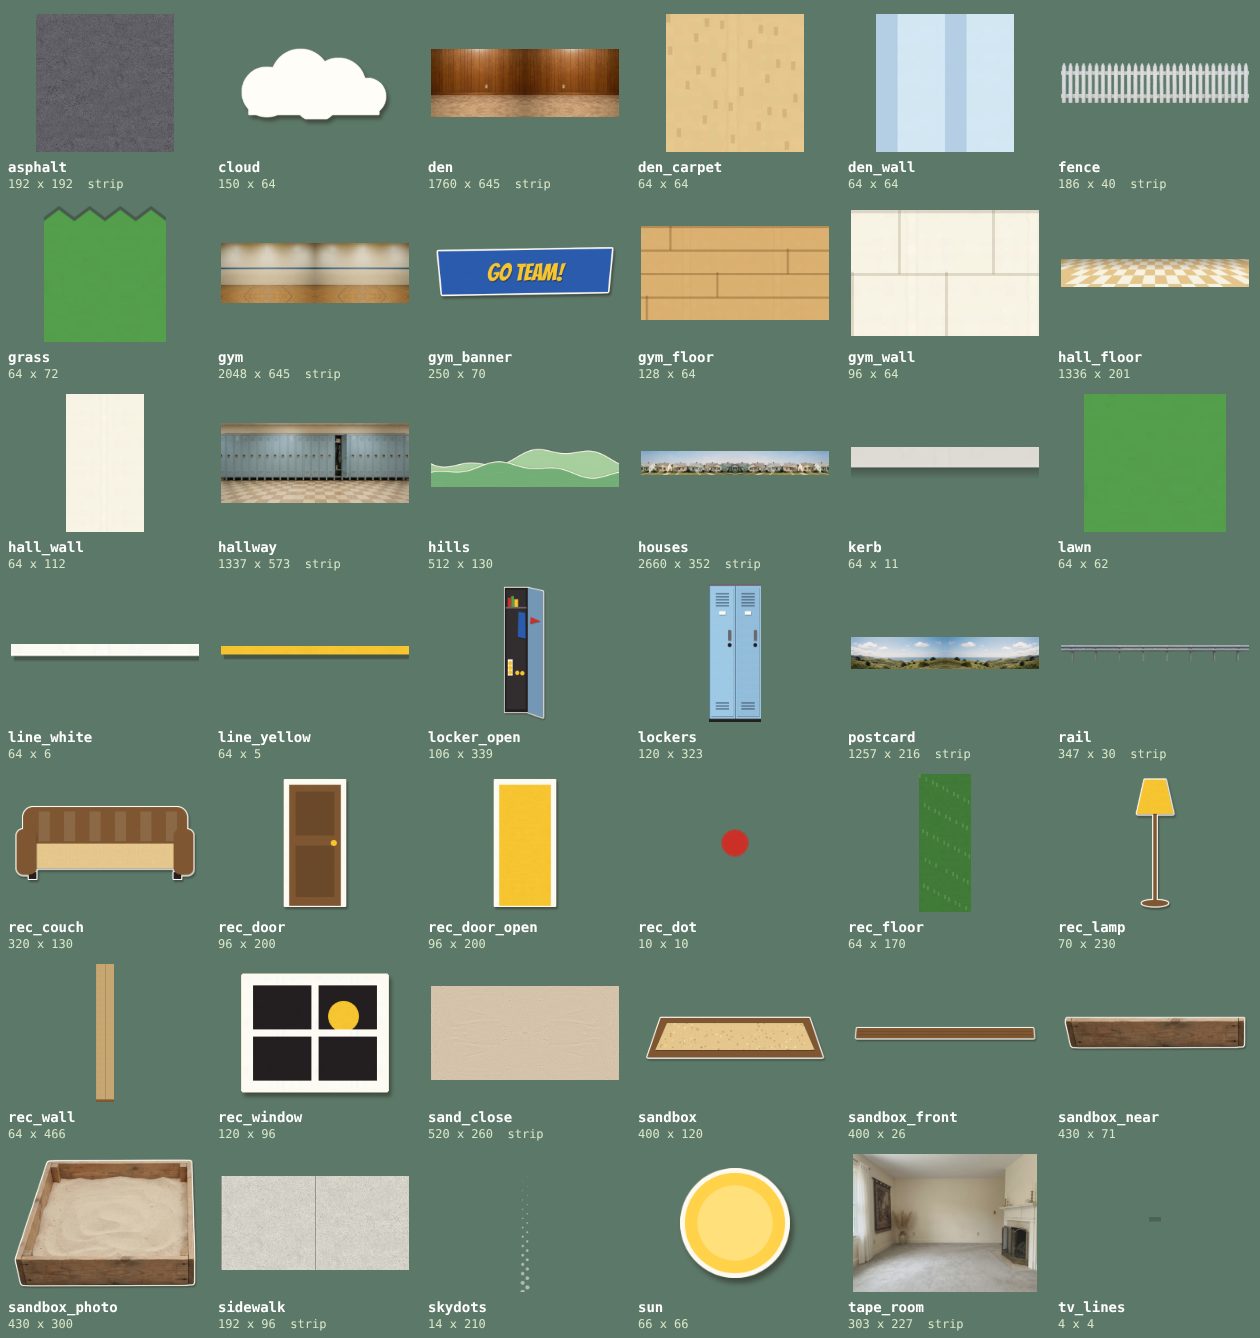 asphalt
192 x 192  strip
cloud
150 x 64
den
1760 x 645  strip
den_carpet
64 x 64
den_wall
64 x 64
fence
186 x 40  strip
GO TEAM!
grass
64 x 72
gym
2048 x 645  strip
gym_banner
250 x 70
gym_floor
128 x 64
gym_wall
96 x 64
hall_floor
1336 x 201
hall_wall
64 x 112
hallway
1337 x 573  strip
hills
512 x 130
houses
2660 x 352  strip
kerb
64 x 11
lawn
64 x 62
line_white
64 x 6
line_yellow
64 x 5
locker_open
106 x 339
lockers
120 x 323
postcard
1257 x 216  strip
rail
347 x 30  strip
rec_couch
320 x 130
rec_door
96 x 200
rec_door_open
96 x 200
rec_dot
10 x 10
rec_floor
64 x 170
rec_lamp
70 x 230
rec_wall
64 x 466
rec_window
120 x 96
sand_close
520 x 260  strip
sandbox
400 x 120
sandbox_front
400 x 26
sandbox_near
430 x 71
sandbox_photo
430 x 300
sidewalk
192 x 96  strip
skydots
14 x 210
sun
66 x 66
tape_room
303 x 227  strip
tv_lines
4 x 4